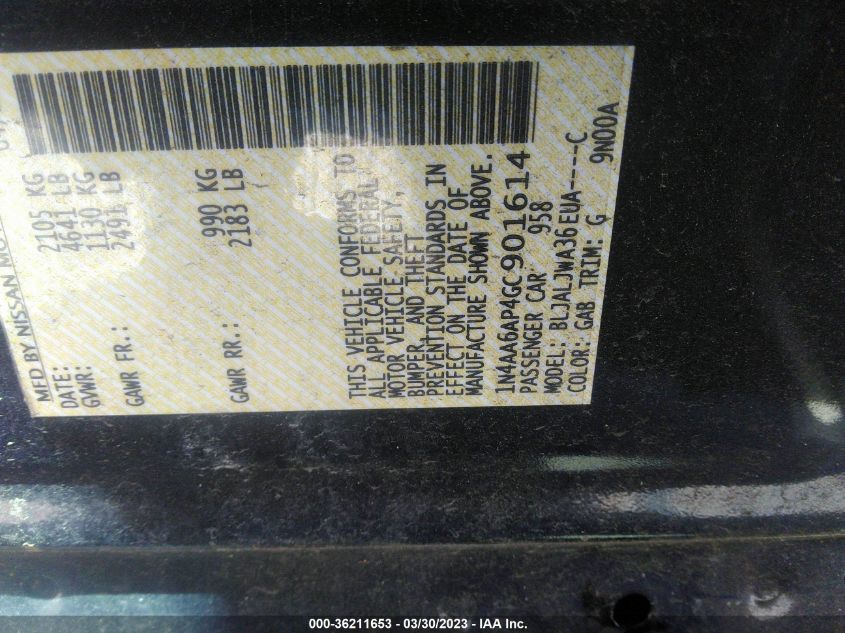 MFD BY NISSAN MOT
DATE: 04/
GVWR: 2105 KG
4641 LB
GAWR FR.: 1130 KG
2491 LB
GAWR RR.: 990 KG
2183 LB
THIS VEHICLE CONFORMS TO
ALL APPLICABLE FEDERAL
MOTOR VEHICLE SAFETY,
BUMPER, AND THEFT
PREVENTION STANDARDS IN
EFFECT ON THE DATE OF
MANUFACTURE SHOWN ABOVE.
1N4AA6AP4GC901614
PASSENGER CAR 958
MODEL: BLJALJWA36EUA-----C
COLOR: GAB TRIM: G 9N00A
000-36211653 - 03/30/2023 - IAA Inc.